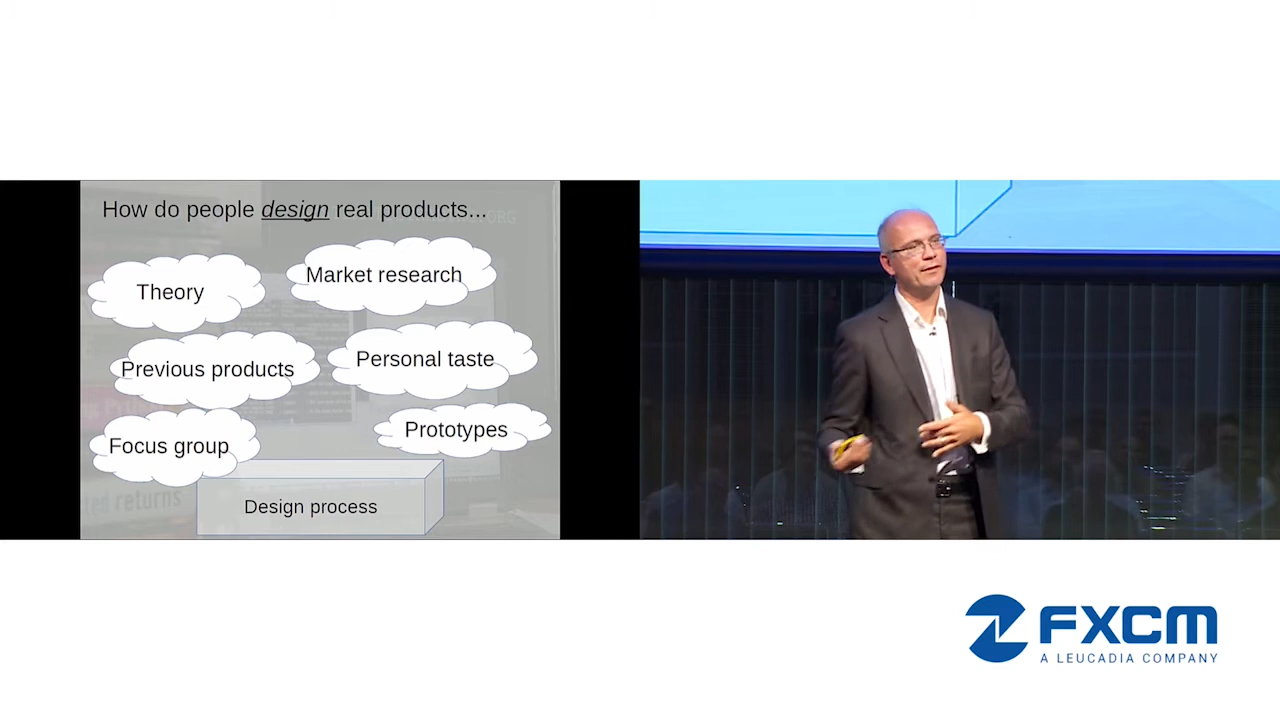 How do people design real products...
Theory
Market research
Previous products
Personal taste
Focus group
Prototypes
Design process
returns
FXCM
A LEUCADIA COMPANY